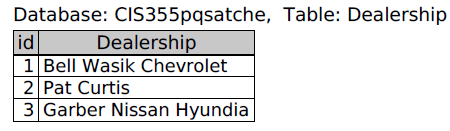 Database: CIS355pqsatche, Table: Dealership
id Dealership
1 Bell Wasik Chevrolet
2 Pat Curtis
3 Garber Nissan Hyundia